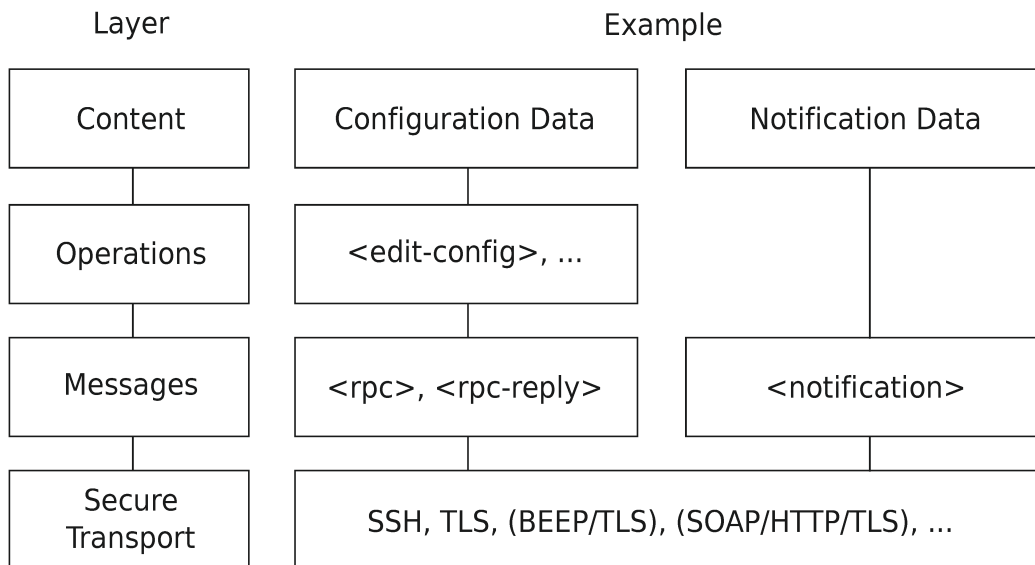 Layer
Example
Content
Configuration Data
Notification Data
Operations
<edit-config>, ...
Messages
<rpc>, <rpc-reply>
<notification>
Secure
Transport
SSH, TLS, (BEEP/TLS), (SOAP/HTTP/TLS), ...